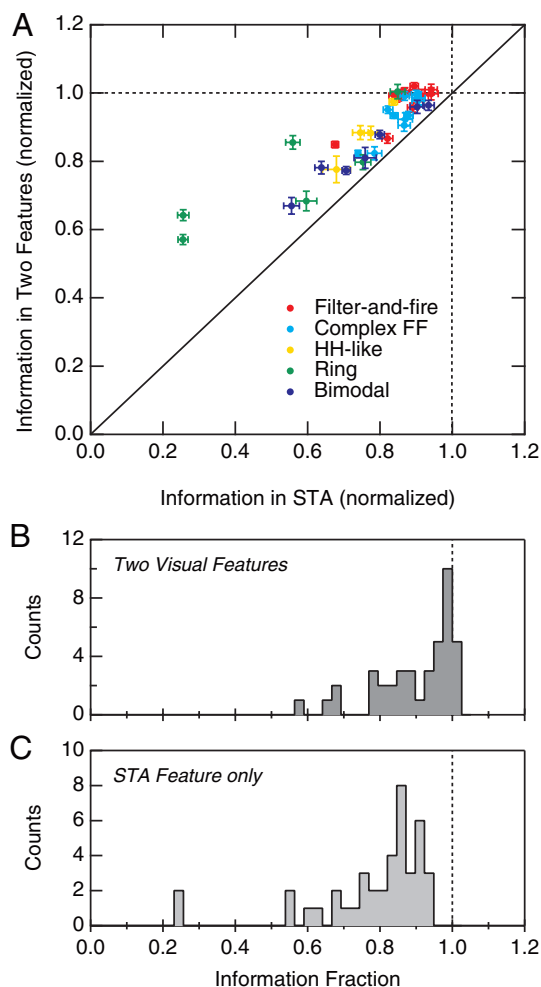 A
1.2
1.0
0.8
0.6
0.4
0.2
0.0
Information in Two Features (normalized)
Filter-and-fire
Complex FF
HH-like
Ring
Bimodal
0.0 0.2 0.4 0.6 0.8 1.0 1.2
Information in STA (normalized)
B
12
8
4
0
Counts
Two Visual Features
C
10
8
6
4
2
0
Counts
STA Feature only
0.0 0.2 0.4 0.6 0.8 1.0 1.2
Information Fraction